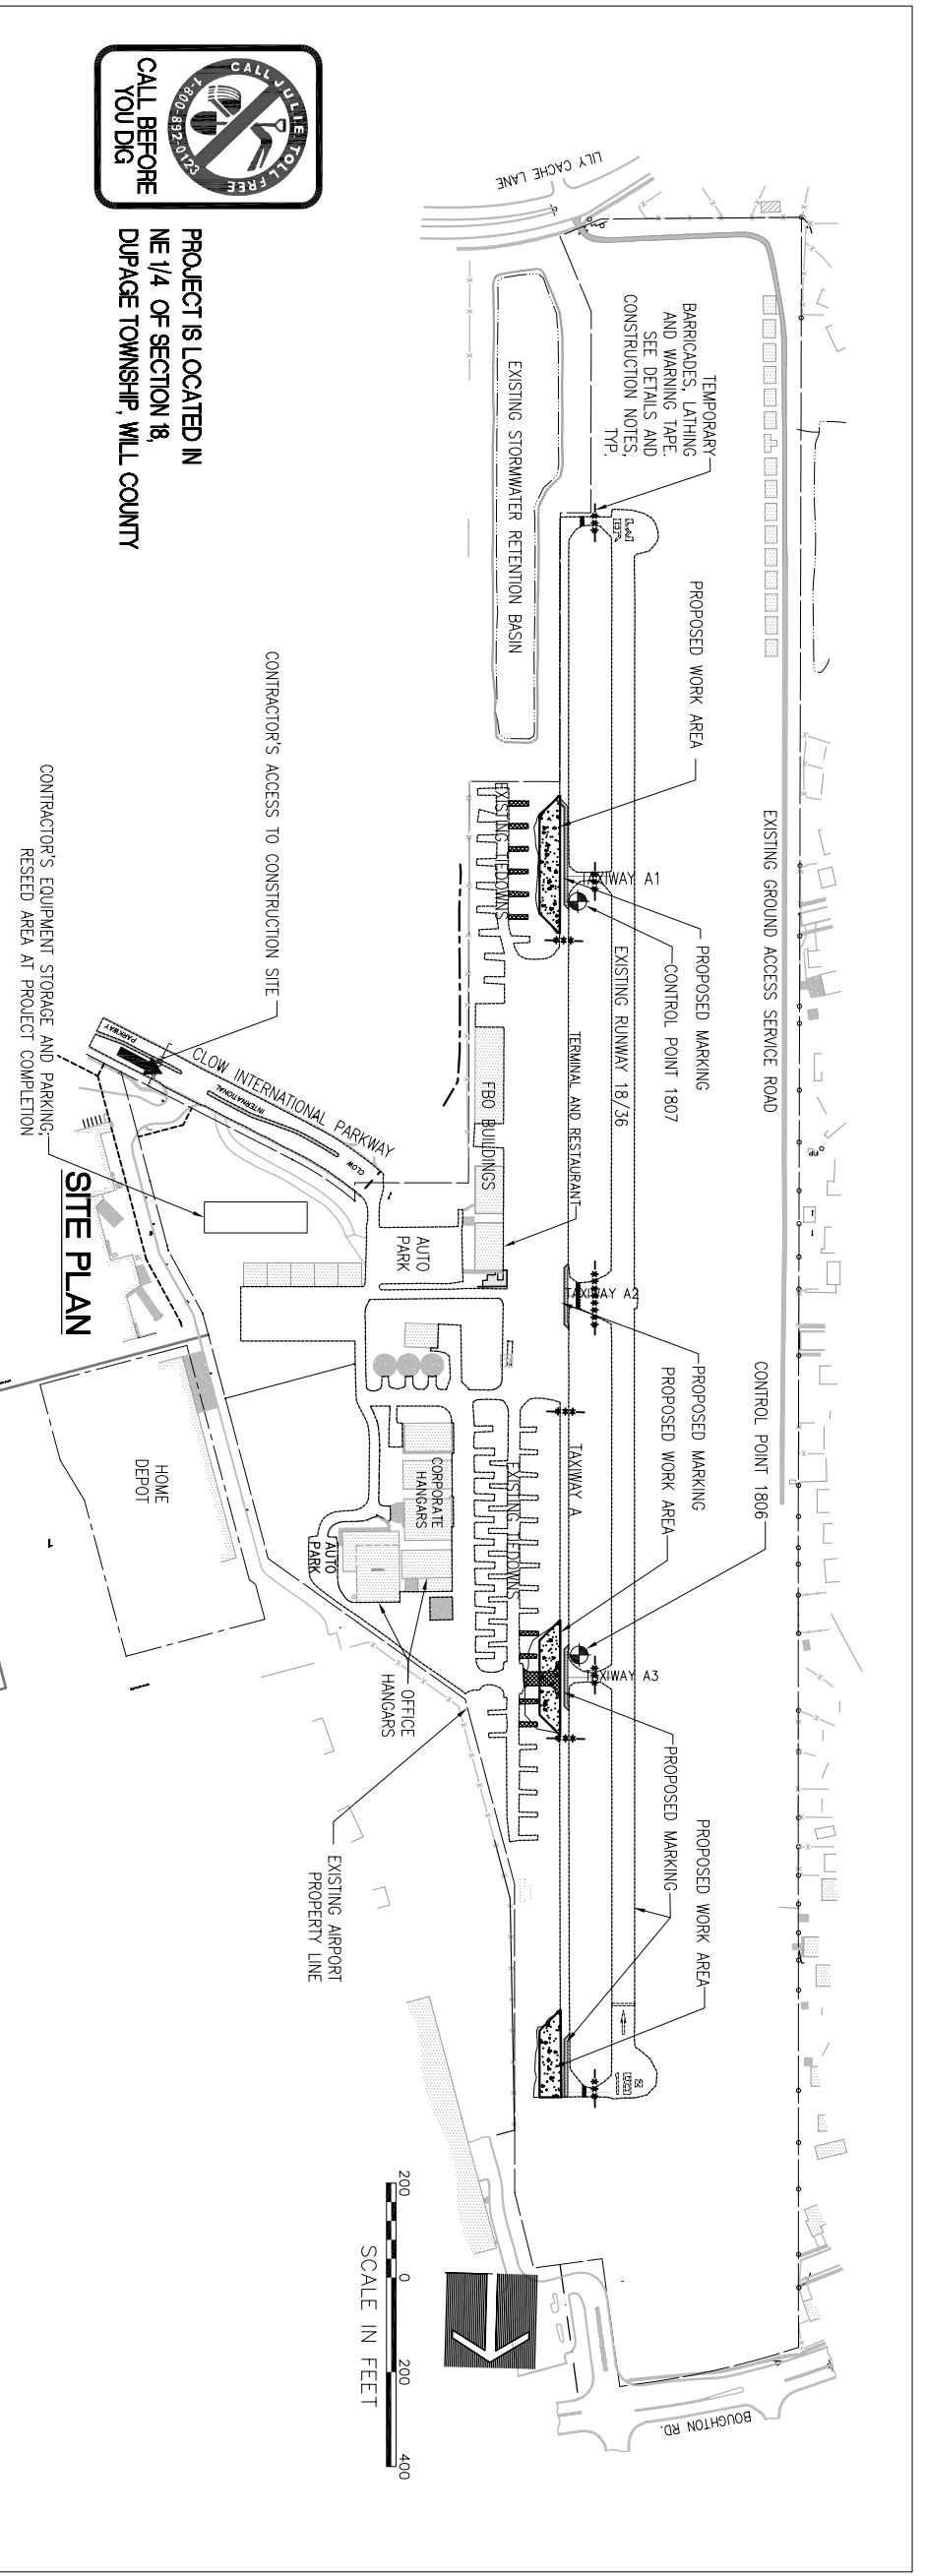 LILY CACHE LANE
TEMPORARY
BARRICADES, LATHING
AND WARNING TAPE.
SEE DETAILS AND
CONSTRUCTION NOTES,
TYP.
EXISTING STORMWATER RETENTION BASIN
PROPOSED WORK AREA
EXISTING GROUND ACCESS SERVICE ROAD
PROPOSED MARKING
CONTROL POINT 1807
EXISTING RUNWAY 18/36
TAXIWAY A1
EXISTING TIEDOWNS
TERMINAL AND RESTAURANT
FBO BUILDINGS
TAXIWAY A2
PROPOSED MARKING
PROPOSED WORK AREA
CONTROL POINT 1806
TAXIWAY A
EXISTING TIEDOWNS
TAXIWAY A3
PROPOSED MARKING
PROPOSED WORK AREA
BOUGHTON RD.
CONTRACTOR'S ACCESS TO CONSTRUCTION SITE
CLOW INTERNATIONAL PARKWAY
PARKWAY
INTERNATIONAL
CLOW
AUTO
PARK
CORPORATE
HANGARS
AUTO
PARK
OFFICE
HANGARS
EXISTING AIRPORT
PROPERTY LINE
CONTRACTOR'S EQUIPMENT STORAGE AND PARKING;
RESEED AREA AT PROJECT COMPLETION
HOME
DEPOT
200 0 200 400
SCALE IN FEET
CALL JULIE TOLL FREE
1-800-892-0123
CALL BEFORE
YOU DIG
PROJECT IS LOCATED IN
NE 1/4 OF SECTION 18,
DUPAGE TOWNSHIP, WILL COUNTY
SITE PLAN